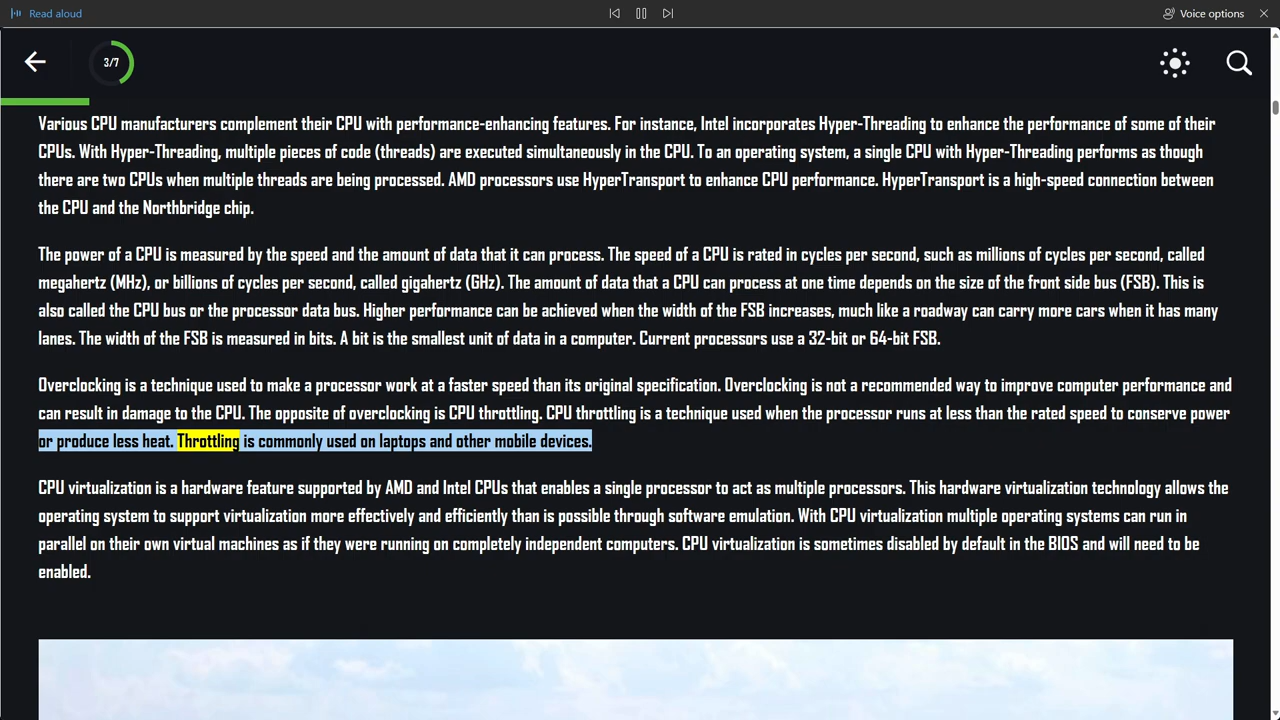 Read aloud
Voice options
3/7
Various CPU manufacturers complement their CPU with performance-enhancing features. For instance, Intel incorporates Hyper-Threading to enhance the performance of some of their
CPUs. With Hyper-Threading, multiple pieces of code (threads) are executed simultaneously in the CPU. To an operating system, a single CPU with Hyper-Threading performs as though
there are two CPUs when multiple threads are being processed. AMD processors use HyperTransport to enhance CPU performance. HyperTransport is a high-speed connection between
the CPU and the Northbridge chip.
The power of a CPU is measured by the speed and the amount of data that it can process. The speed of a CPU is rated in cycles per second, such as millions of cycles per second, called
megahertz (MHz), or billions of cycles per second, called gigahertz (GHz). The amount of data that a CPU can process at one time depends on the size of the front side bus (FSB). This is
also called the CPU bus or the processor data bus. Higher performance can be achieved when the width of the FSB increases, much like a roadway can carry more cars when it has many
lanes. The width of the FSB is measured in bits. A bit is the smallest unit of data in a computer. Current processors use a 32-bit or 64-bit FSB.
Overclocking is a technique used to make a processor work at a faster speed than its original specification. Overclocking is not a recommended way to improve computer performance and
can result in damage to the CPU. The opposite of overclocking is CPU throttling. CPU throttling is a technique used when the processor runs at less than the rated speed to conserve power
or produce less heat. Throttling is commonly used on laptops and other mobile devices.
CPU virtualization is a hardware feature supported by AMD and Intel CPUs that enables a single processor to act as multiple processors. This hardware virtualization technology allows the
operating system to support virtualization more effectively and efficiently than is possible through software emulation. With CPU virtualization multiple operating systems can run in
parallel on their own virtual machines as if they were running on completely independent computers. CPU virtualization is sometimes disabled by default in the BIOS and will need to be
enabled.